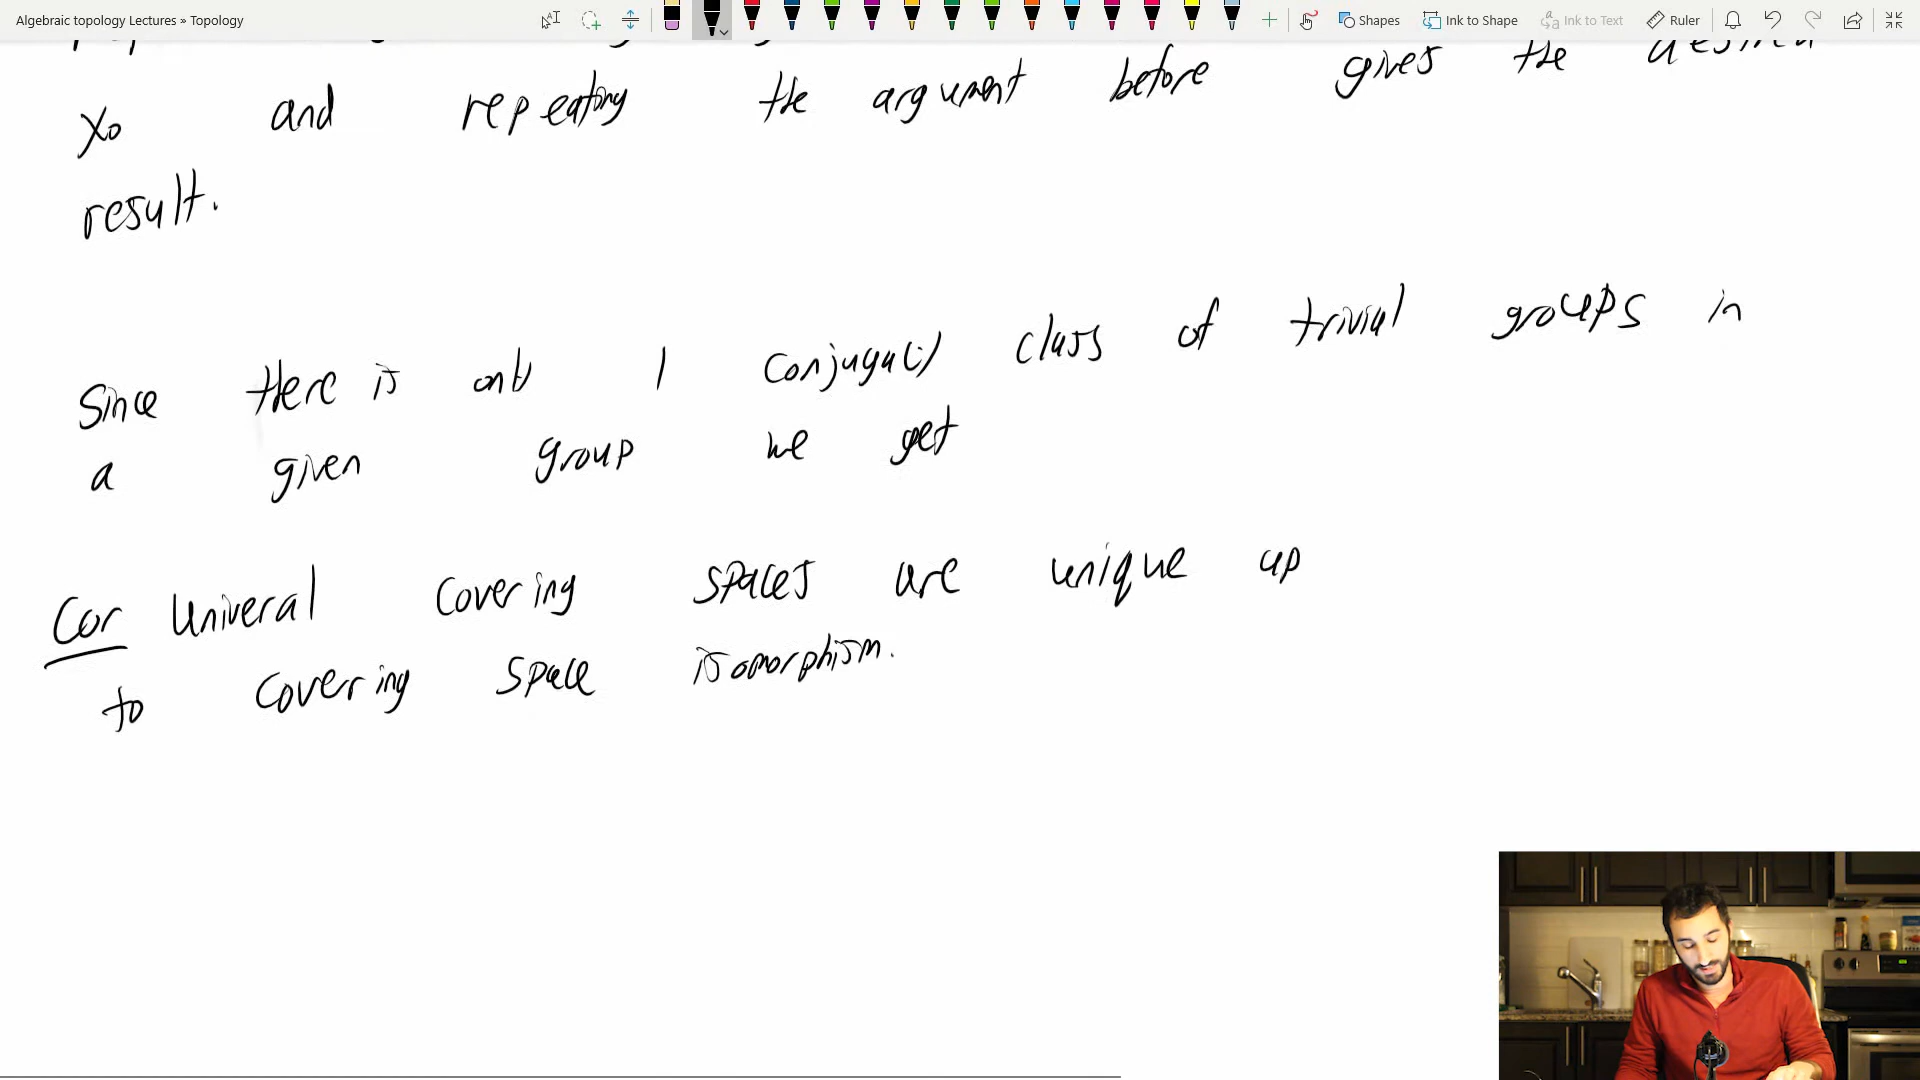 Algebraic topology Lectures » Topology
Shapes
Ink to Shape
Ink to Text
Ruler
x₀ and repeating the argument before gives the desired
result.
Since there is only 1 conjugacy class of trivial groups in
a given group we get
Cor Univeral covering spaces are unique up
to covering space isomorphism.